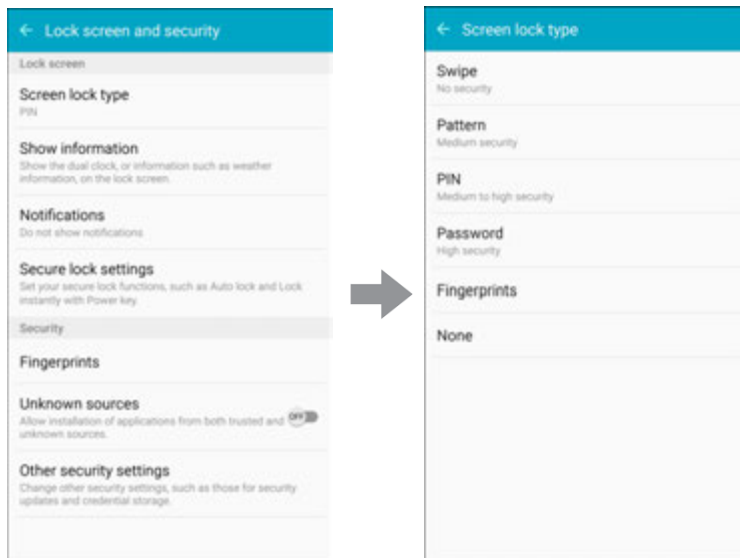 ← Lock screen and security
Lock screen
Screen lock type
PIN
Show information
Show the dual clock, or information such as weather
information, on the lock screen.
Notifications
Do not show notifications
Secure lock settings
Set your secure lock functions, such as Auto lock and Lock
instantly with Power key.
Security
Fingerprints
Unknown sources
Allow installation of applications from both trusted and
unknown sources.
OFF
Other security settings
Change other security settings, such as those for security
updates and credential storage.
← Screen lock type
Swipe
No security
Pattern
Medium security
PIN
Medium to high security
Password
High security
Fingerprints
None